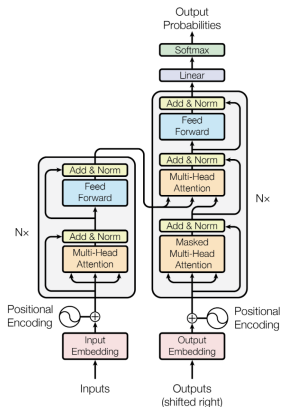 Output
Probabilities
Softmax
Linear
Add & Norm
Feed
Forward
Add & Norm
Multi-Head
Attention
Add & Norm
Masked
Multi-Head
Attention
N×
Add & Norm
Feed
Forward
N×
Add & Norm
Multi-Head
Attention
Positional
Encoding
Positional
Encoding
Input
Embedding
Output
Embedding
Inputs
Outputs
(shifted right)